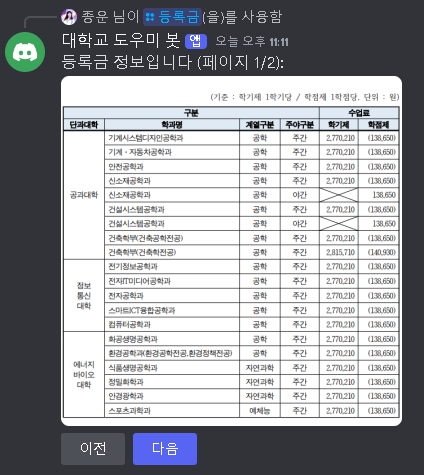 종운 님이 등록금(을)를 사용함
대학교 도우미 봇 앱 오늘 오후 11:11
등록금 정보입니다 (페이지 1/2):
(기준 : 학기제 1학기당 / 학점제 1학점당, 단위 : 원)
구분 수업료
단과대학 학과명 계열구분 주야구분 학기제 학점제
공과대학
기계시스템디자인공학과 공학 주간 2,770,210 (138,650)
기계ㆍ자동차공학과 공학 주간 2,770,210 (138,650)
안전공학과 공학 주간 2,770,210 (138,650)
신소재공학과 공학 주간 2,770,210 (138,650)
신소재공학과 공학 야간 138,650
건설시스템공학과 공학 주간 2,770,210 (138,650)
건설시스템공학과 공학 야간 138,650
건축학부(건축공학전공) 공학 주간 2,770,210 (138,650)
건축학부(건축학전공) 공학 주간 2,815,710 (140,930)
정보
통신
대학
전기정보공학과 공학 주간 2,770,210 (138,650)
전자IT미디어공학과 공학 주간 2,770,210 (138,650)
전자공학과 공학 주간 2,770,210 (138,650)
스마트ICT융합공학과 공학 주간 2,770,210 (138,650)
컴퓨터공학과 공학 주간 2,770,210 (138,650)
에너지
바이오
대학
화공생명공학과 공학 주간 2,770,210 (138,650)
환경공학과(환경공학전공,환경정책전공) 공학 주간 2,770,210 (138,650)
식품생명공학과 자연과학 주간 2,770,210 (138,650)
정밀화학과 자연과학 주간 2,770,210 (138,650)
안경광학과 자연과학 주간 2,770,210 (138,650)
스포츠과학과 예체능 주간 2,770,210 (138,650)
이전 다음